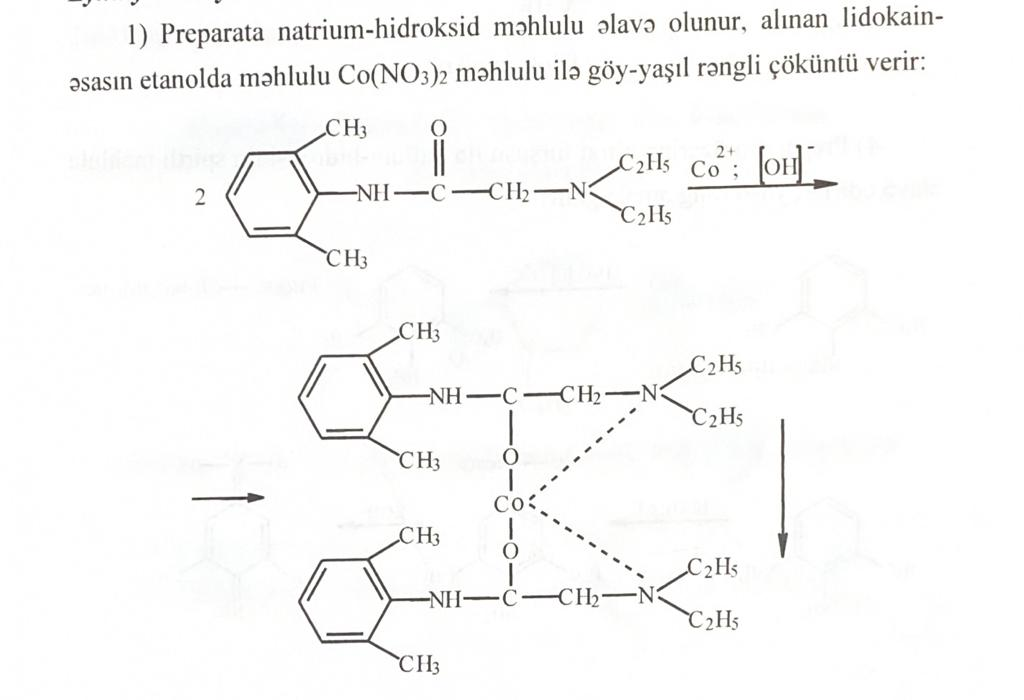 1) Preparata natrium-hidroksid məhlulu əlavə olunur, alınan lidokain-
əsasın etanolda məhlulu Co(NO3)2 məhlulu ilə göy-yaşıl rəngli çöküntü verir:
CH3 O
2 NH C CH2 N C2H5 C2H5 Co2+; [OH]-
CH3
CH3
NH C CH2 N C2H5 C2H5
CH3 O
Co
CH3 O
NH C CH2 N C2H5 C2H5
CH3